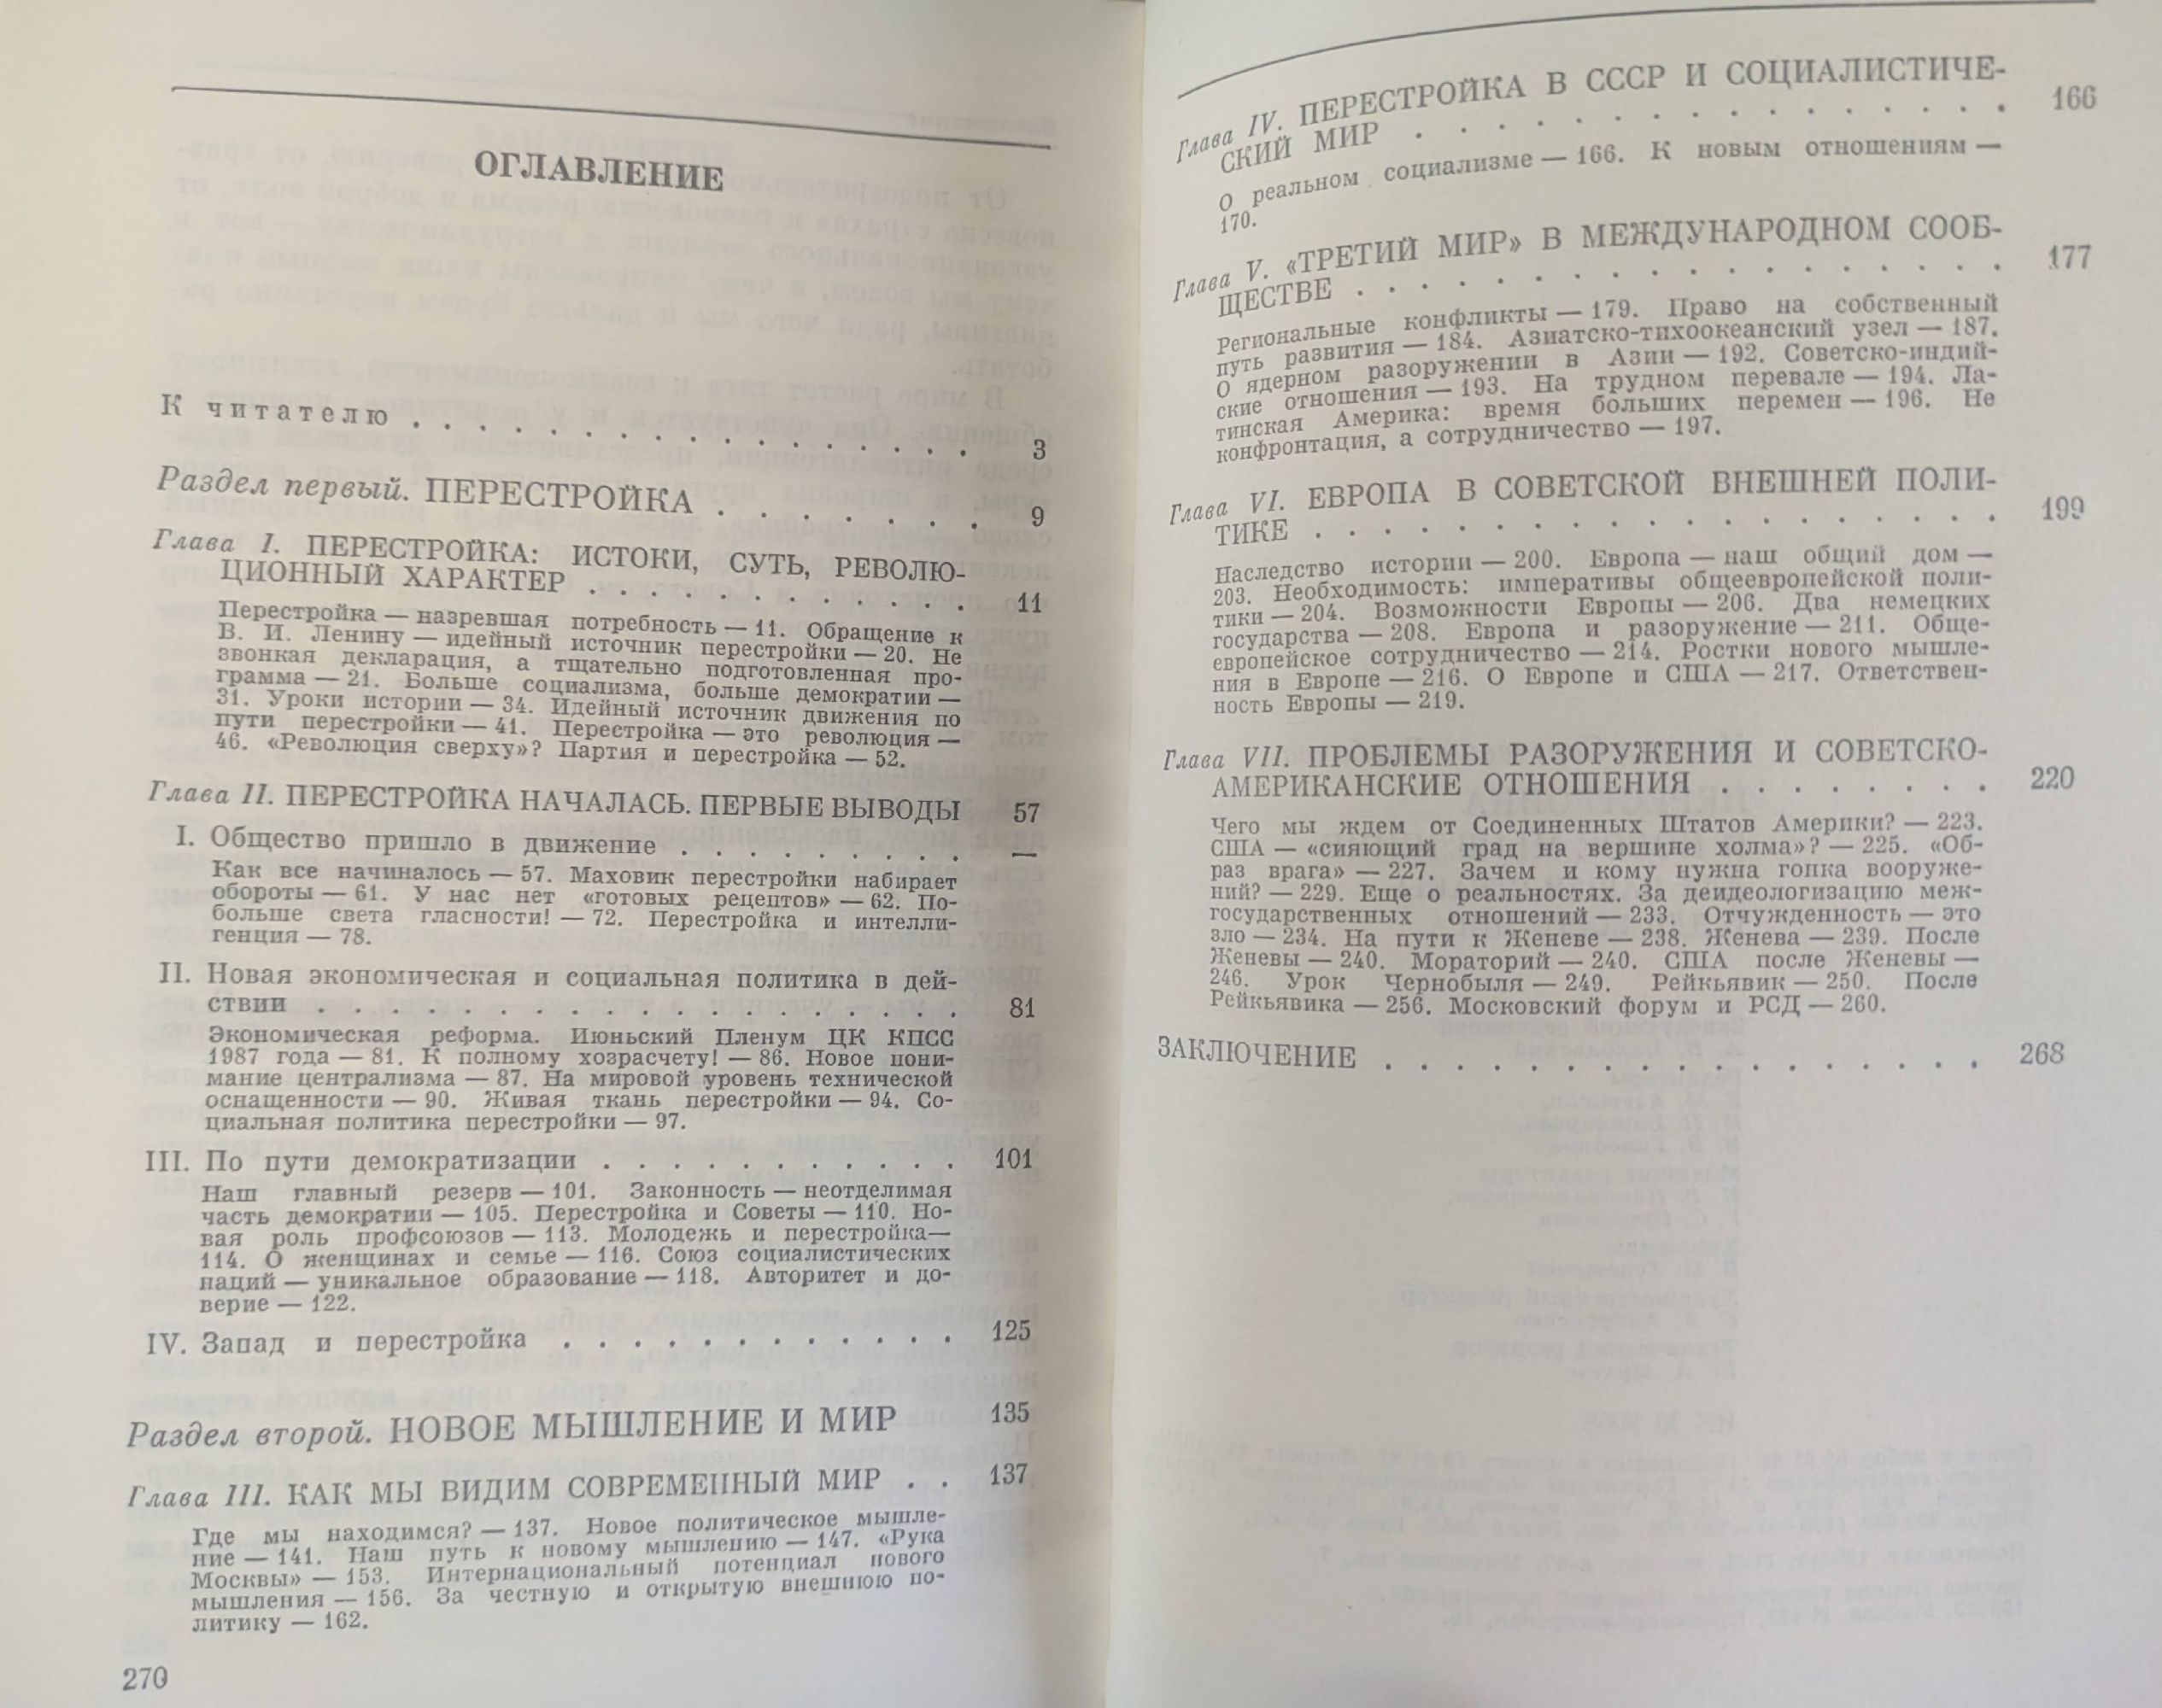 ОГЛАВЛЕНИЕ
К читателю . . . . . . . . . . . . . . . . 3
Раздел первый. ПЕРЕСТРОЙКА . . . . . . . . 9
Глава I. ПЕРЕСТРОЙКА: ИСТОКИ, СУТЬ, РЕВОЛЮ-
ЦИОННЫЙ ХАРАКТЕР . . . . . . . . . . . 11
Перестройка — назревшая потребность — 11. Обращение к
В. И. Ленину — идейный источник перестройки — 20. Не
звонкая декларация, а тщательно подготовленная про-
грамма — 21. Больше социализма, больше демократии —
31. Уроки истории — 34. Идейный источник движения по
пути перестройки — 41. Перестройка — это революция —
46. «Революция сверху»? Партия и перестройка — 52.
Глава II. ПЕРЕСТРОЙКА НАЧАЛАСЬ. ПЕРВЫЕ ВЫВОДЫ 57
I. Общество пришло в движение . . . . . . . . . —
Как все начиналось — 57. Маховик перестройки набирает
обороты — 61. У нас нет «готовых рецептов» — 62. По-
больше света гласности! — 72. Перестройка и интелли-
генция — 78.
II. Новая экономическая и социальная политика в дей-
ствии . . . . . . . . . . . . . . . . . . . 81
Экономическая реформа. Июньский Пленум ЦК КПСС
1987 года — 81. К полному хозрасчету! — 86. Новое пони-
мание централизма — 87. На мировой уровень технической
оснащенности — 90. Живая ткань перестройки — 94. Со-
циальная политика перестройки — 97.
III. По пути демократизации . . . . . . . . . . . 101
Наш главный резерв — 101. Законность — неотделимая
часть демократии — 105. Перестройка и Советы — 110. Но-
вая роль профсоюзов — 113. Молодежь и перестройка—
114. О женщинах и семье — 116. Союз социалистических
наций — уникальное образование — 118. Авторитет и до-
верие — 122.
IV. Запад и перестройка . . . . . . . . . . . . 125
Раздел второй. НОВОЕ МЫШЛЕНИЕ И МИР 135
Глава III. КАК МЫ ВИДИМ СОВРЕМЕННЫЙ МИР . . 137
Где мы находимся? — 137. Новое политическое мышле-
ние — 141. Наш путь к новому мышлению — 147. «Рука
Москвы» — 153. Интернациональный потенциал нового
мышления — 156. За честную и открытую внешнюю по-
литику — 162.
270
Глава IV. ПЕРЕСТРОЙКА В СССР И СОЦИАЛИСТИЧЕ-
СКИЙ МИР . . . . . . . . . . . . . . . 166
О реальном социализме — 166. К новым отношениям —
170.
Глава V. «ТРЕТИЙ МИР» В МЕЖДУНАРОДНОМ СООБ-
ЩЕСТВЕ . . . . . . . . . . . . . . . . . 177
Региональные конфликты — 179. Право на собственный
путь развития — 184. Азиатско-тихоокеанский узел — 187.
О ядерном разоружении в Азии — 192. Советско-индий-
ские отношения — 193. На трудном перевале — 194. Ла-
тинская Америка: время больших перемен — 196. Не
конфронтация, а сотрудничество — 197.
Глава VI. ЕВРОПА В СОВЕТСКОЙ ВНЕШНЕЙ ПОЛИ-
ТИКЕ . . . . . . . . . . . . . . . . . . . 199
Наследство истории — 200. Европа — наш общий дом —
203. Необходимость: императивы общеевропейской поли-
тики — 204. Возможности Европы — 206. Два немецких
государства — 208. Европа и разоружение — 211. Обще-
европейское сотрудничество — 214. Ростки нового мышле-
ния в Европе — 216. О Европе и США — 217. Ответствен-
ность Европы — 219.
Глава VII. ПРОБЛЕМЫ РАЗОРУЖЕНИЯ И СОВЕТСКО-
АМЕРИКАНСКИЕ ОТНОШЕНИЯ . . . . . . . . 220
Чего мы ждем от Соединенных Штатов Америки? — 223.
США — «сияющий град на вершине холма»? — 225. «Об-
раз врага» — 227. Зачем и кому нужна гонка вооруже-
ний? — 229. Еще о реальностях. За деидеологизацию меж-
государственных отношений — 233. Отчужденность — это
зло — 234. На пути к Женеве — 238. Женева — 239. После
Женевы — 240. Мораторий — 240. США после Женевы —
246. Урок Чернобыля — 249. Рейкьявик — 250. После
Рейкьявика — 256. Московский форум и РСД — 260.
ЗАКЛЮЧЕНИЕ . . . . . . . . . . . . . . . . 268